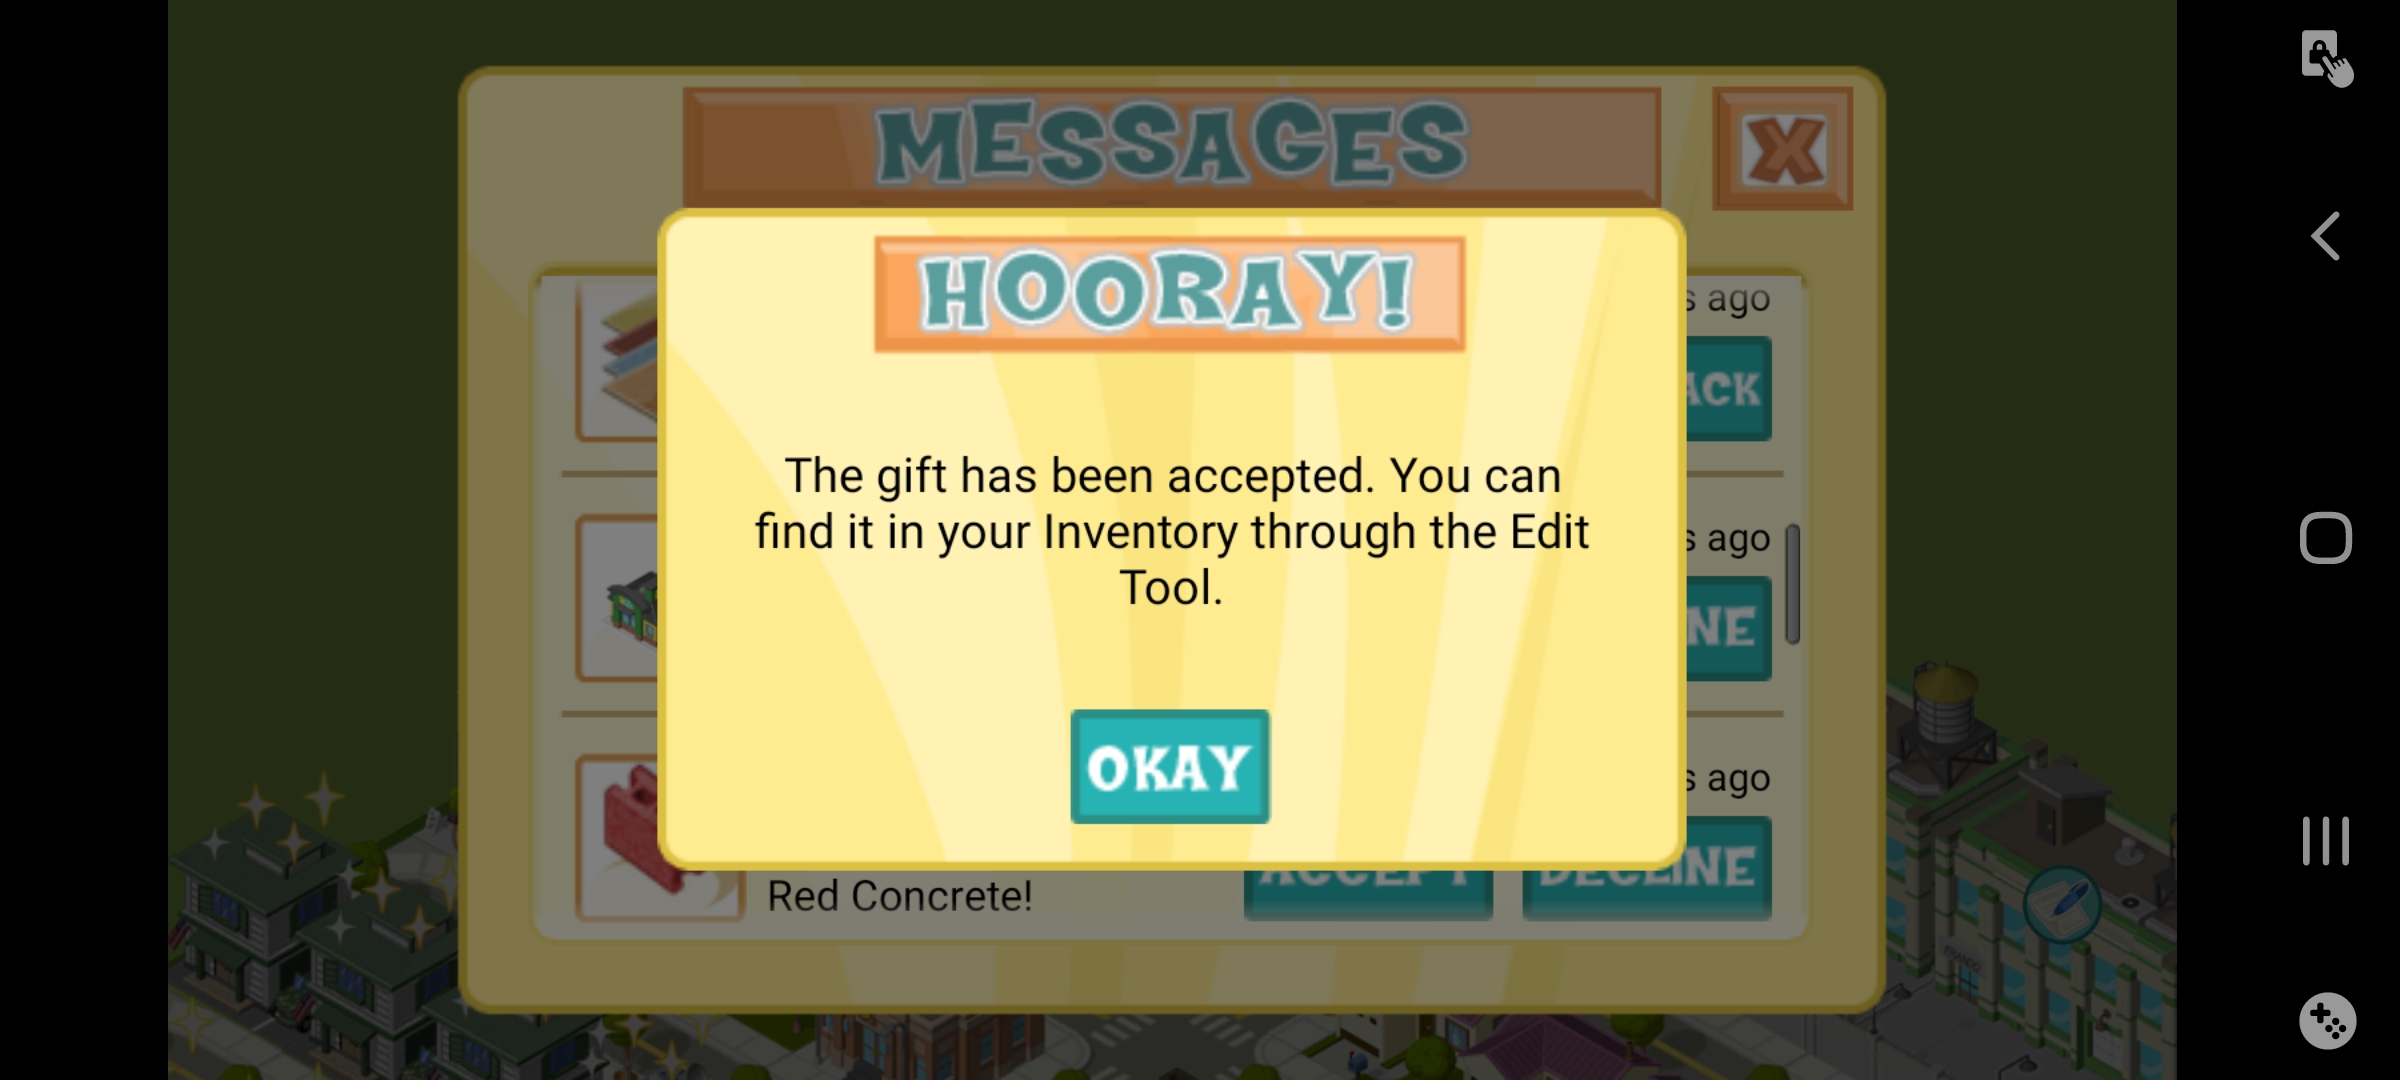 MESSAGES
X
HOORAY!
s ago
ACK
The gift has been accepted. You can
find it in your Inventory through the Edit
Tool.
s ago
NE
OKAY
s ago
Red Concrete!
ACCEPT
DECLINE